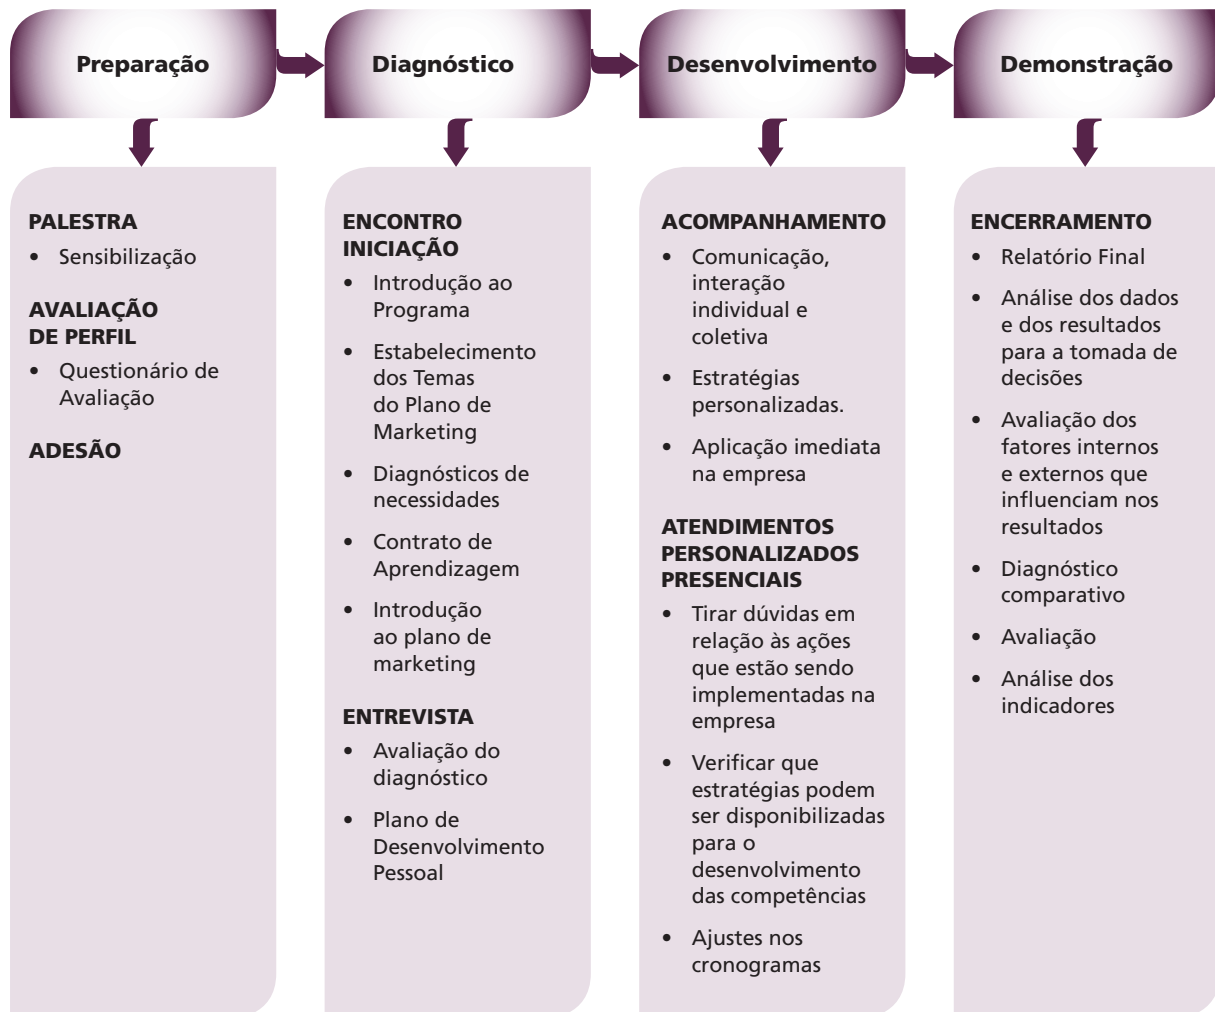 Preparação
Diagnóstico
Desenvolvimento
Demonstração
PALESTRA
• Sensibilização
AVALIAÇÃO
DE PERFIL
• Questionário de
Avaliação
ADESÃO
ENCONTRO
INICIAÇÃO
• Introdução ao
Programa
• Estabelecimento
dos Temas
do Plano de
Marketing
• Diagnósticos de
necessidades
• Contrato de
Aprendizagem
• Introdução
ao plano de
marketing
ENTREVISTA
• Avaliação do
diagnóstico
• Plano de
Desenvolvimento
Pessoal
ACOMPANHAMENTO
• Comunicação,
interação
individual e
coletiva
• Estratégias
personalizadas.
• Aplicação imediata
na empresa
ATENDIMENTOS
PERSONALIZADOS
PRESENCIAIS
• Tirar dúvidas em
relação às ações
que estão sendo
implementadas na
empresa
• Verificar que
estratégias podem
ser disponibilizadas
para o
desenvolvimento
das competências
• Ajustes nos
cronogramas
ENCERRAMENTO
• Relatório Final
• Análise dos dados
e dos resultados
para a tomada de
decisões
• Avaliação dos
fatores internos
e externos que
influenciam nos
resultados
• Diagnóstico
comparativo
• Avaliação
• Análise dos
indicadores